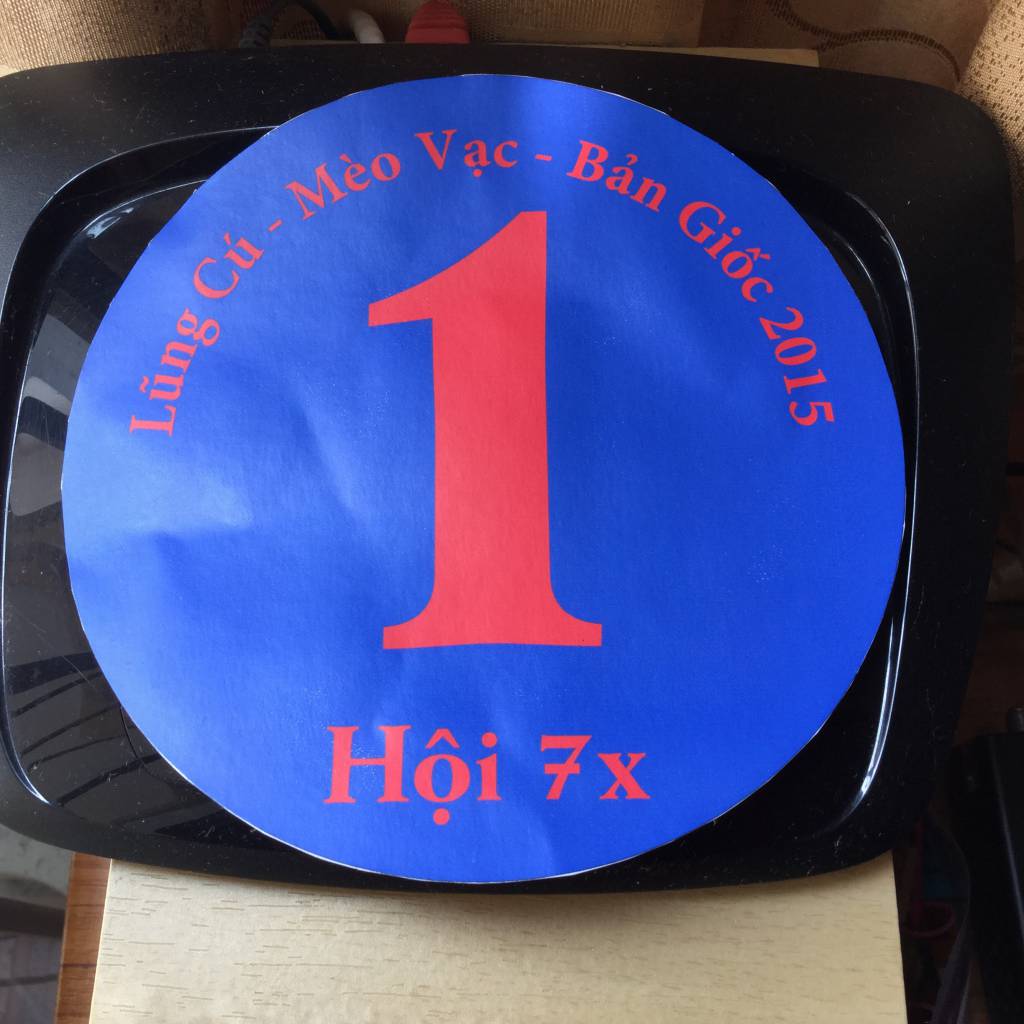 Lũng Cú - Mèo Vạc - Bản Giốc 2015
1
Hội 7x